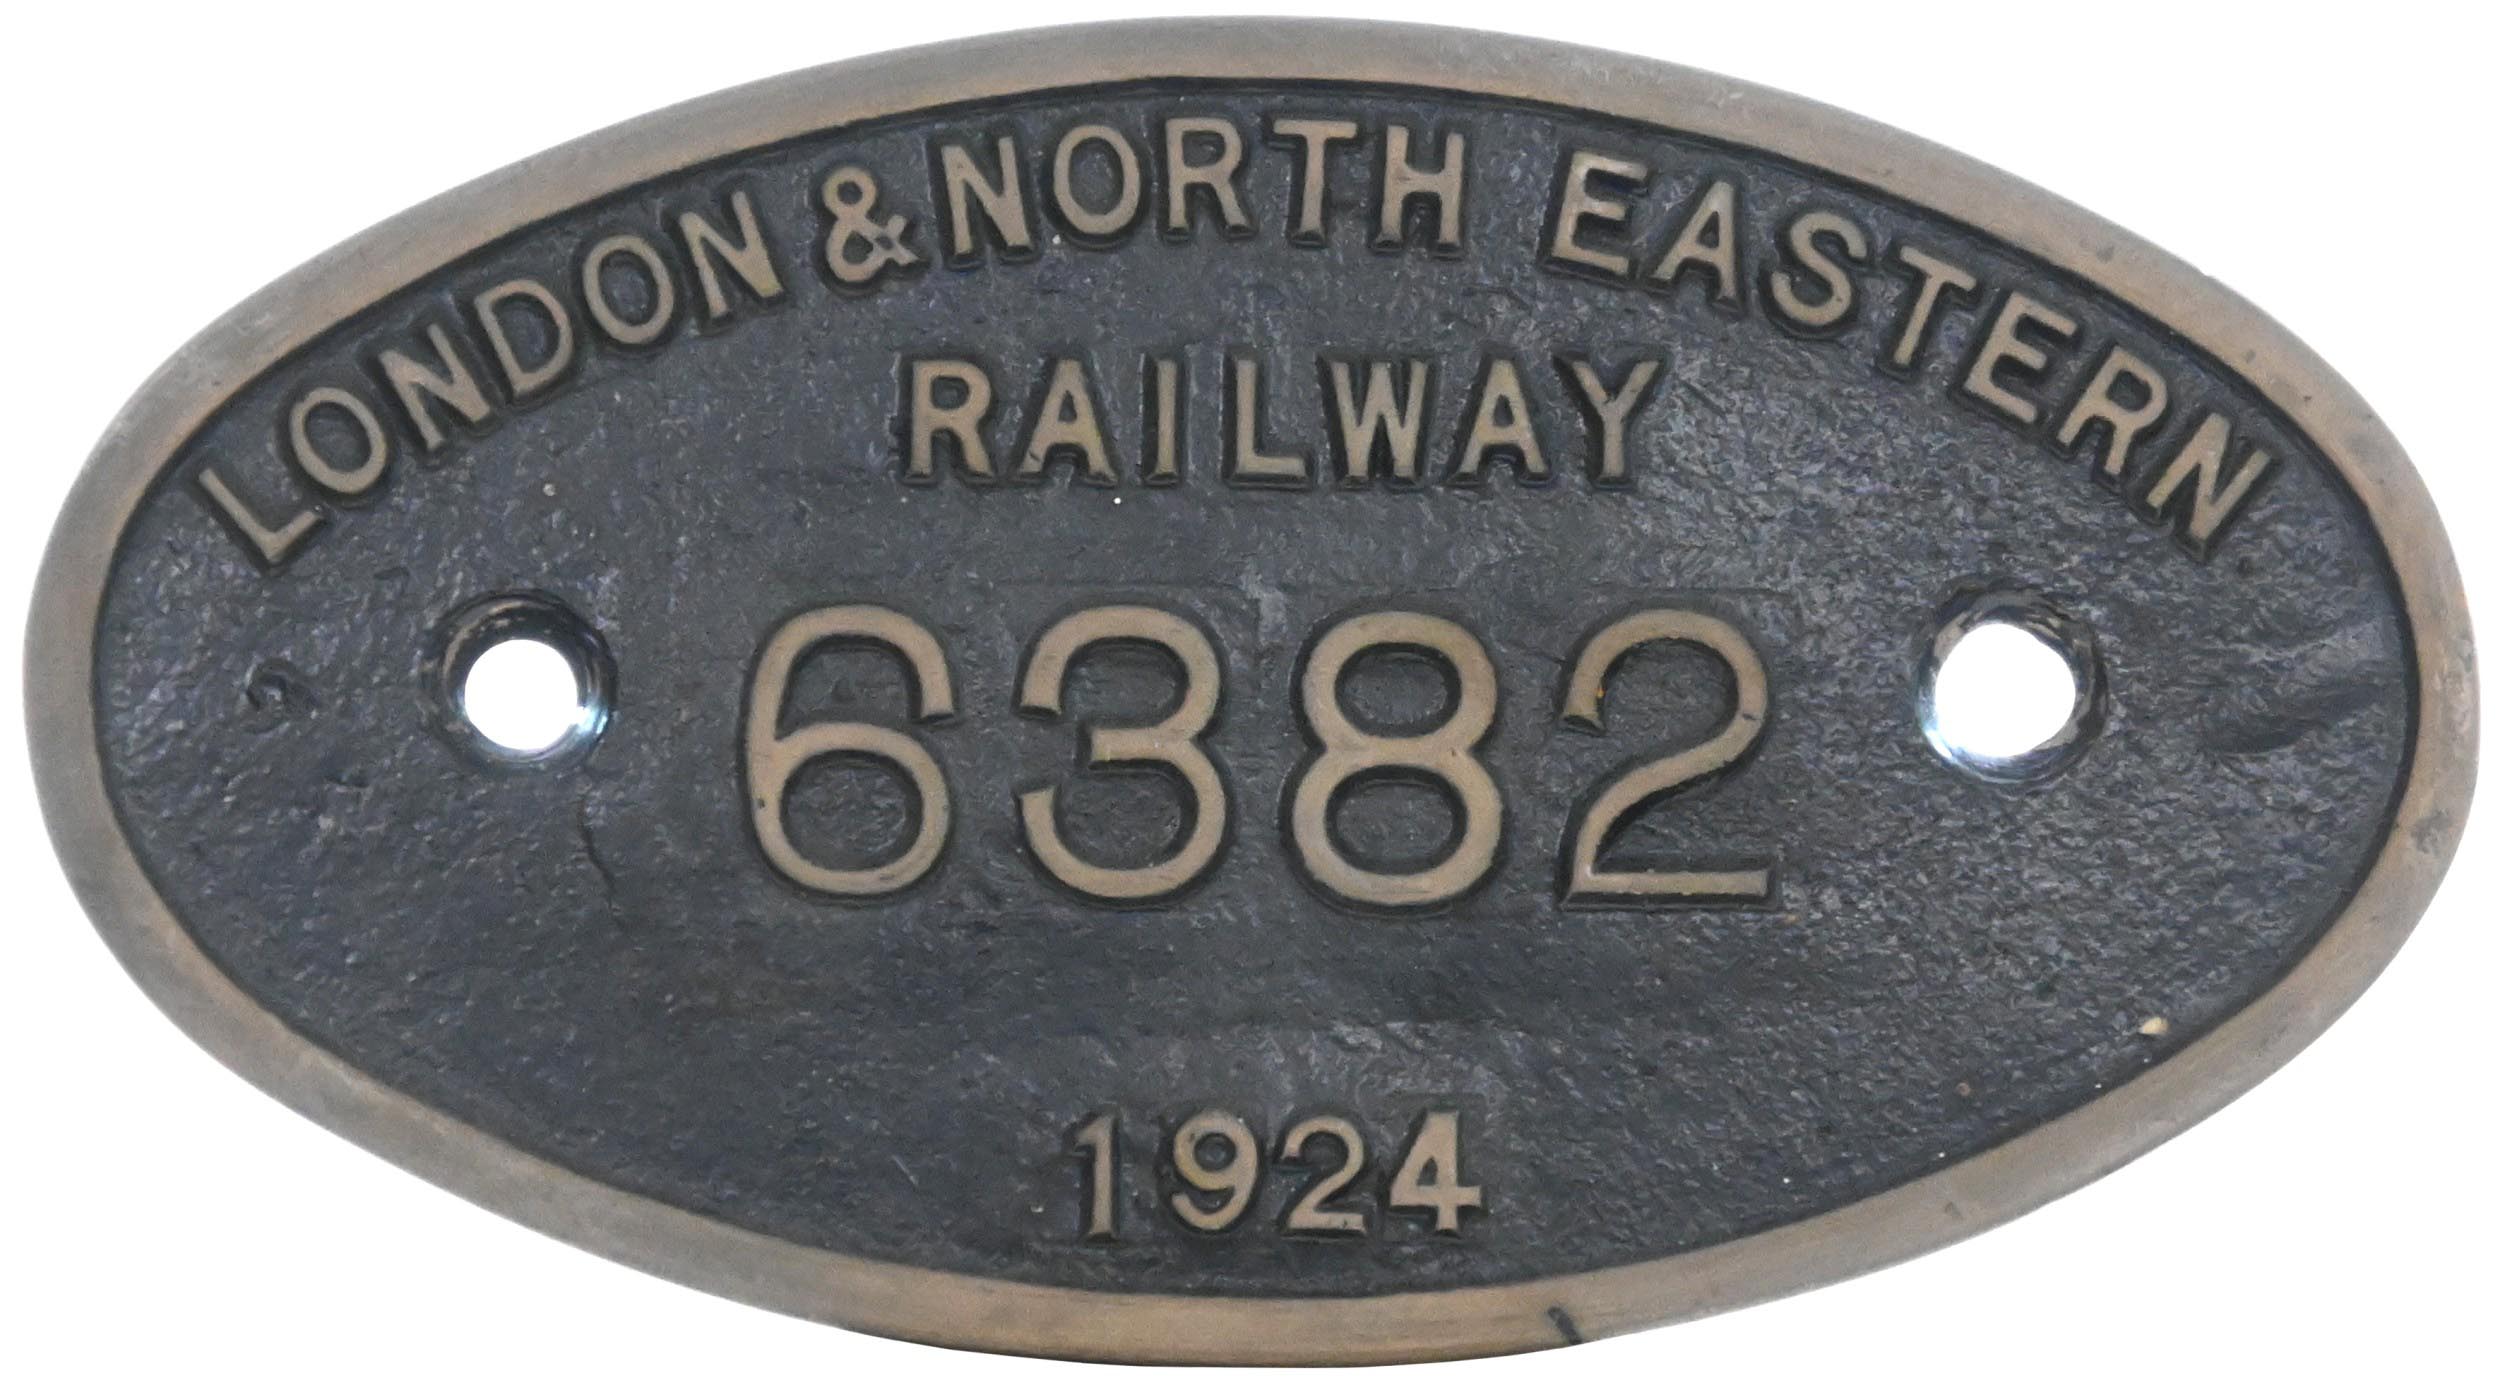 LONDON & NORTH EASTERN
RAILWAY
6382
1924